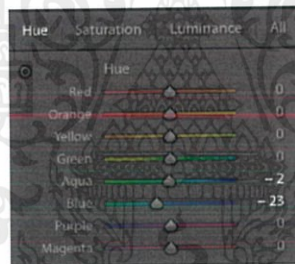 Hue Saturation Luminance All
Hue
Red 0
Orange 0
Yellow 0
Green 0
Aqua - 2
Blue - 23
Purple 0
Magenta 0